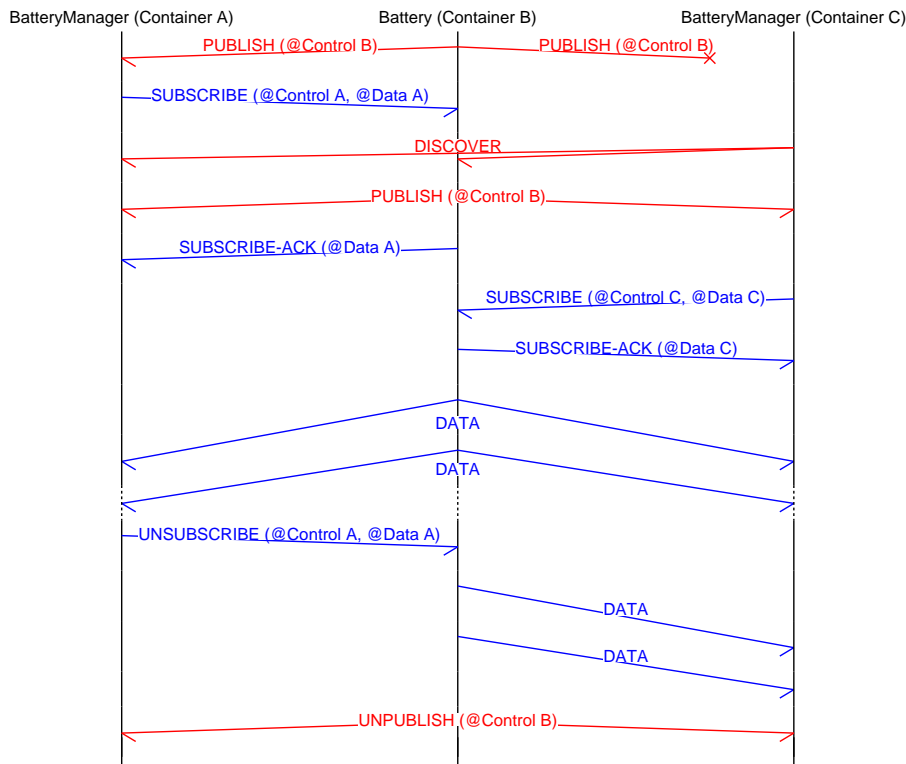 BatteryManager (Container A)
Battery (Container B)
BatteryManager (Container C)
PUBLISH (@Control B)
PUBLISH (@Control B)
SUBSCRIBE (@Control A, @Data A)
DISCOVER
PUBLISH (@Control B)
SUBSCRIBE-ACK (@Data A)
SUBSCRIBE (@Control C, @Data C)
SUBSCRIBE-ACK (@Data C)
DATA
DATA
UNSUBSCRIBE (@Control A, @Data A)
DATA
DATA
UNPUBLISH (@Control B)